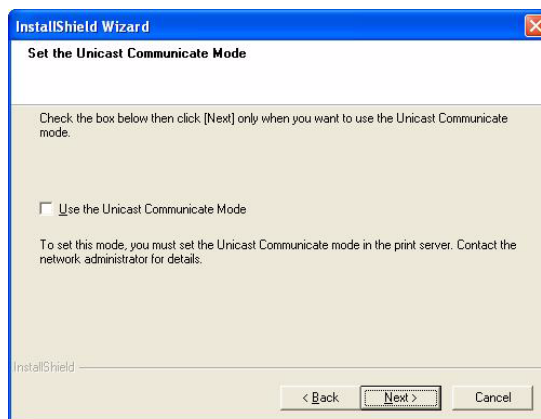 InstallShield Wizard
Set the Unicast Communicate Mode
Check the box below then click [Next] only when you want to use the Unicast Communicate
mode.
Use the Unicast Communicate Mode
To set this mode, you must set the Unicast Communicate mode in the print server. Contact the
network administrator for details.
InstallShield
< Back Next > Cancel